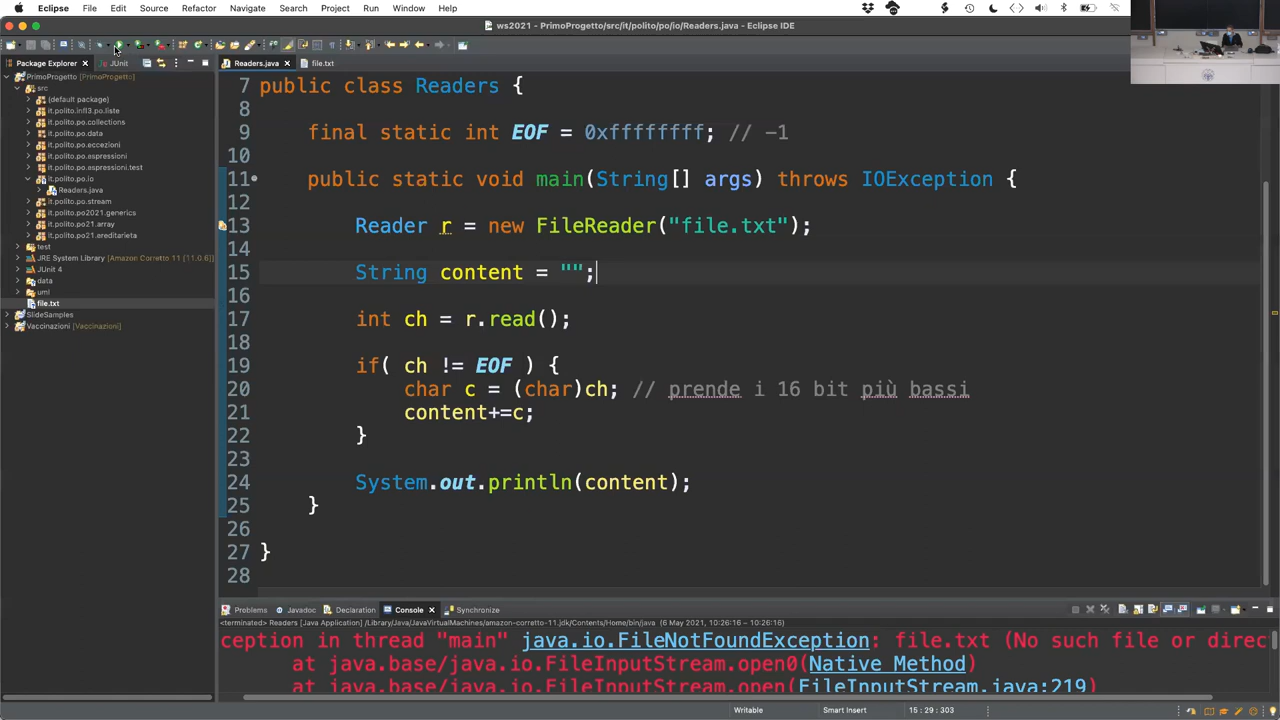 Eclipse File Edit Source Refactor Navigate Search Project Run Window Help
ws2021 - PrimoProgetto/src/it/polito/po/io/Readers.java - Eclipse IDE
Package Explorer JUnit
PrimoProgetto [PrimoProgetto]
src
(default package)
it.polito.inf13.po.liste
it.polito.po.collections
it.polito.po.data
it.polito.po.eccezioni
it.polito.po.espressioni
it.polito.po.espressioni.test
it.polito.po.io
Readers.java
it.polito.po.stream
it.polito.po2021.generics
it.polito.po21.array
it.polito.po21.ereditarieta
test
JRE System Library [Amazon Corretto 11 [11.0.6]]
JUnit 4
data
uml
file.txt
SlideSamples
Vaccinazioni [Vaccinazioni]
Readers.java file.txt
7 public class Readers {
8
9 final static int EOF = 0xffffffff; // -1
10
11 public static void main(String[] args) throws IOException {
12
13 Reader r = new FileReader("file.txt");
14
15 String content = "";
16
17 int ch = r.read();
18
19 if( ch != EOF ) {
20 char c = (char)ch; // prende i 16 bit più bassi
21 content+=c;
22 }
23
24 System.out.println(content);
25 }
26
27 }
28
Problems Javadoc Declaration Console Synchronize
<terminated> Readers [Java Application] /Library/Java/JavaVirtualMachines/amazon-corretto-11.jdk/Contents/Home/bin/java (6 May 2021, 10:26:16 – 10:26:16)
ception in thread "main" java.io.FileNotFoundException: file.txt (No such file or direc
at java.base/java.io.FileInputStream.open0(Native Method)
at java.base/java.io.FileInputStream.open(FileInputStream.java:219)
Writable Smart Insert 15 : 29 : 303